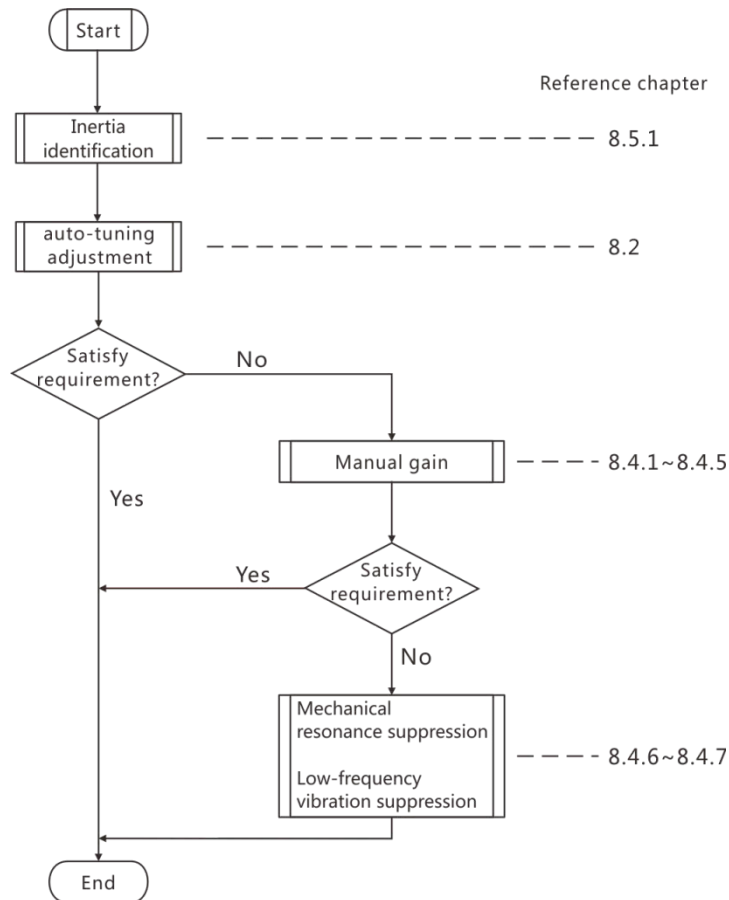 Start
Reference chapter
Inertia
identification
8.5.1
auto-tuning
adjustment
8.2
Satisfy
requirement?
No
Manual gain
8.4.1~8.4.5
Yes
Satisfy
requirement?
Yes
No
Mechanical
resonance suppression
Low-frequency
vibration suppression
8.4.6~8.4.7
End